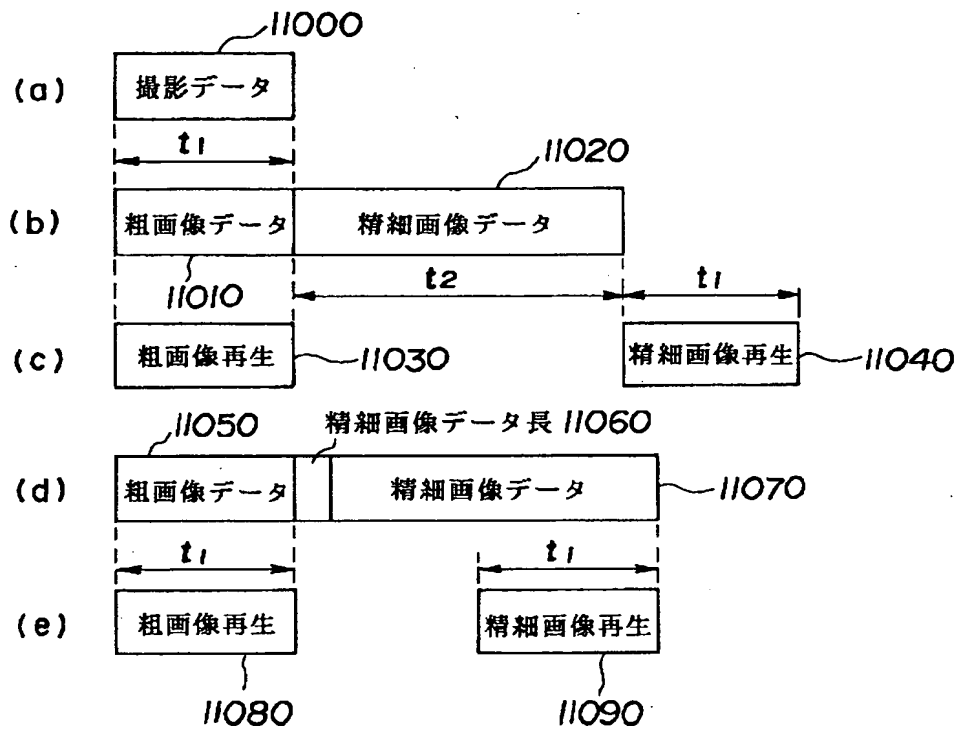 11000
(a) 撮影データ
t1
11020
(b) 粗画像データ 精細画像データ
11010 t2 t1
(c) 粗画像再生 11030 精細画像再生 11040
11050 精細画像データ長 11060
(d) 粗画像データ 精細画像データ 11070
t1 t1
(e) 粗画像再生 精細画像再生
11080 11090